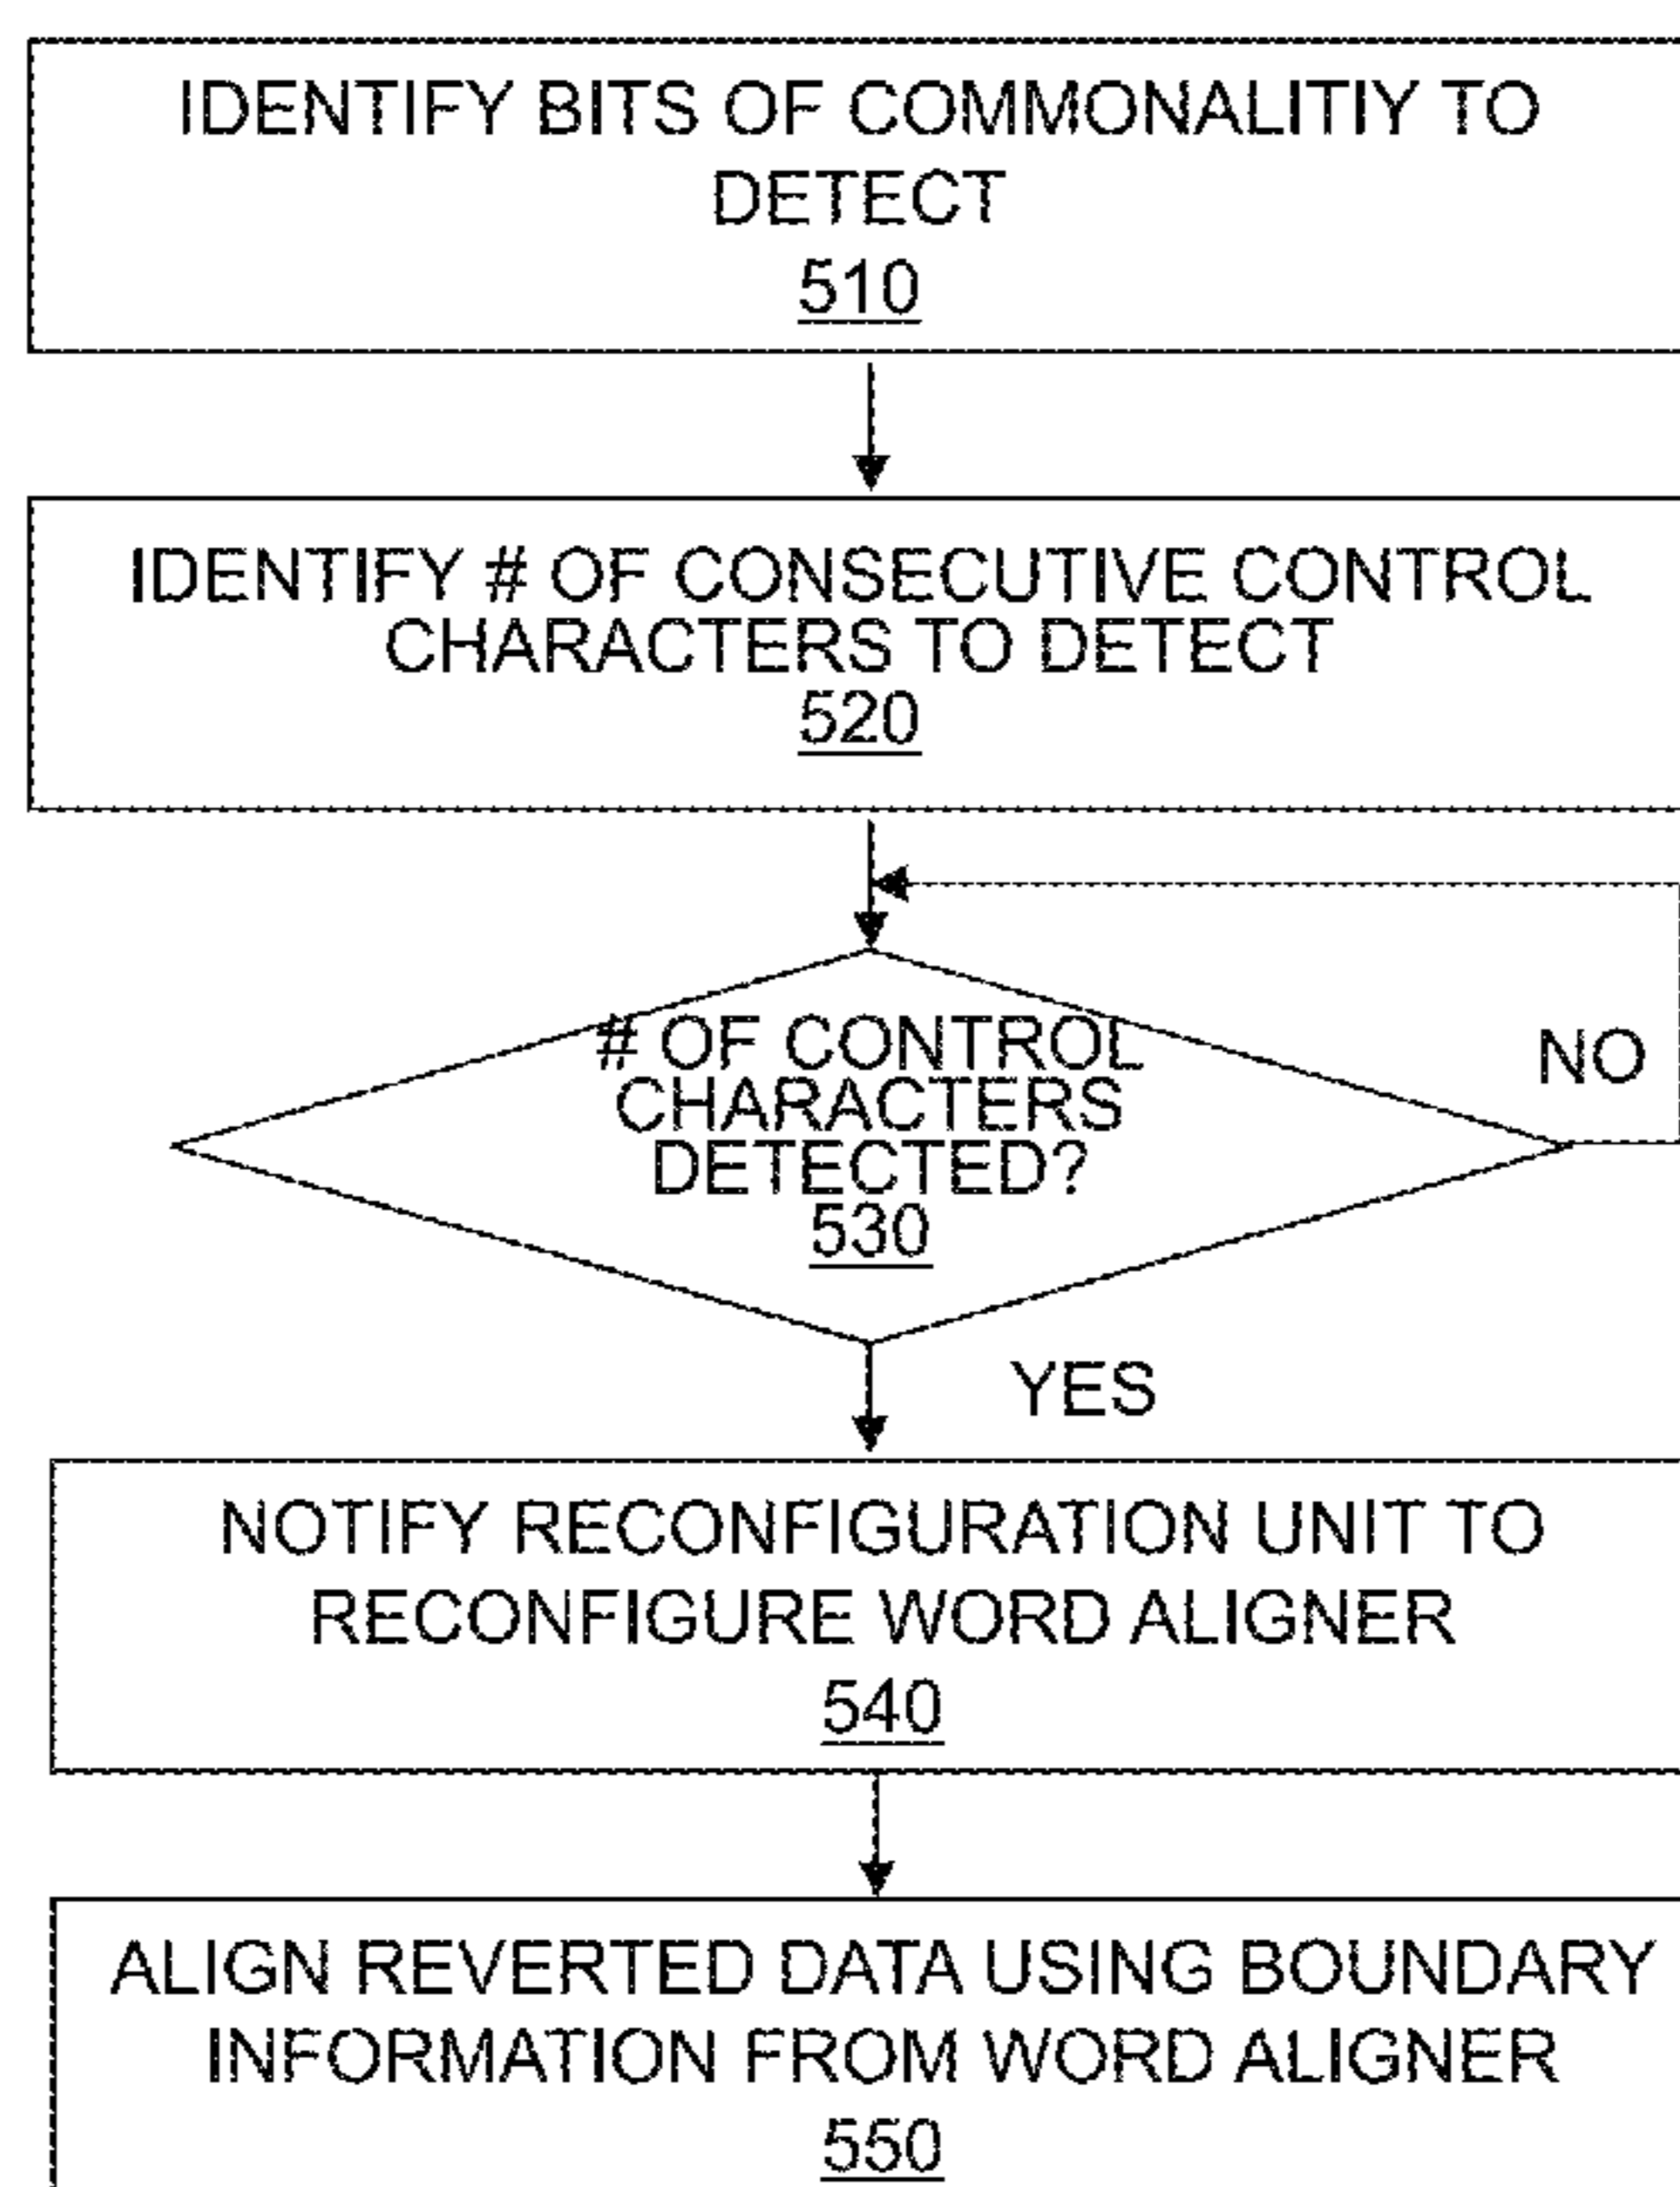 IDENTIFY BITS OF COMMONALITIY TO
DETECT
510
IDENTIFY # OF CONSECUTIVE CONTROL
CHARACTERS TO DETECT
520
# OF CONTROL
CHARACTERS
DETECTED?
530
NO
YES
NOTIFY RECONFIGURATION UNIT TO
RECONFIGURE WORD ALIGNER
540
ALIGN REVERTED DATA USING BOUNDARY
INFORMATION FROM WORD ALIGNER
550